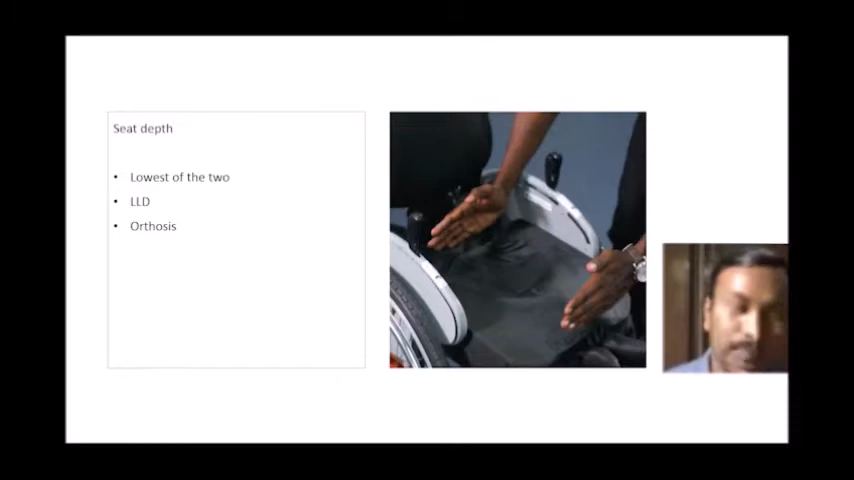 Seat depth
• Lowest of the two
• LLD
• Orthosis